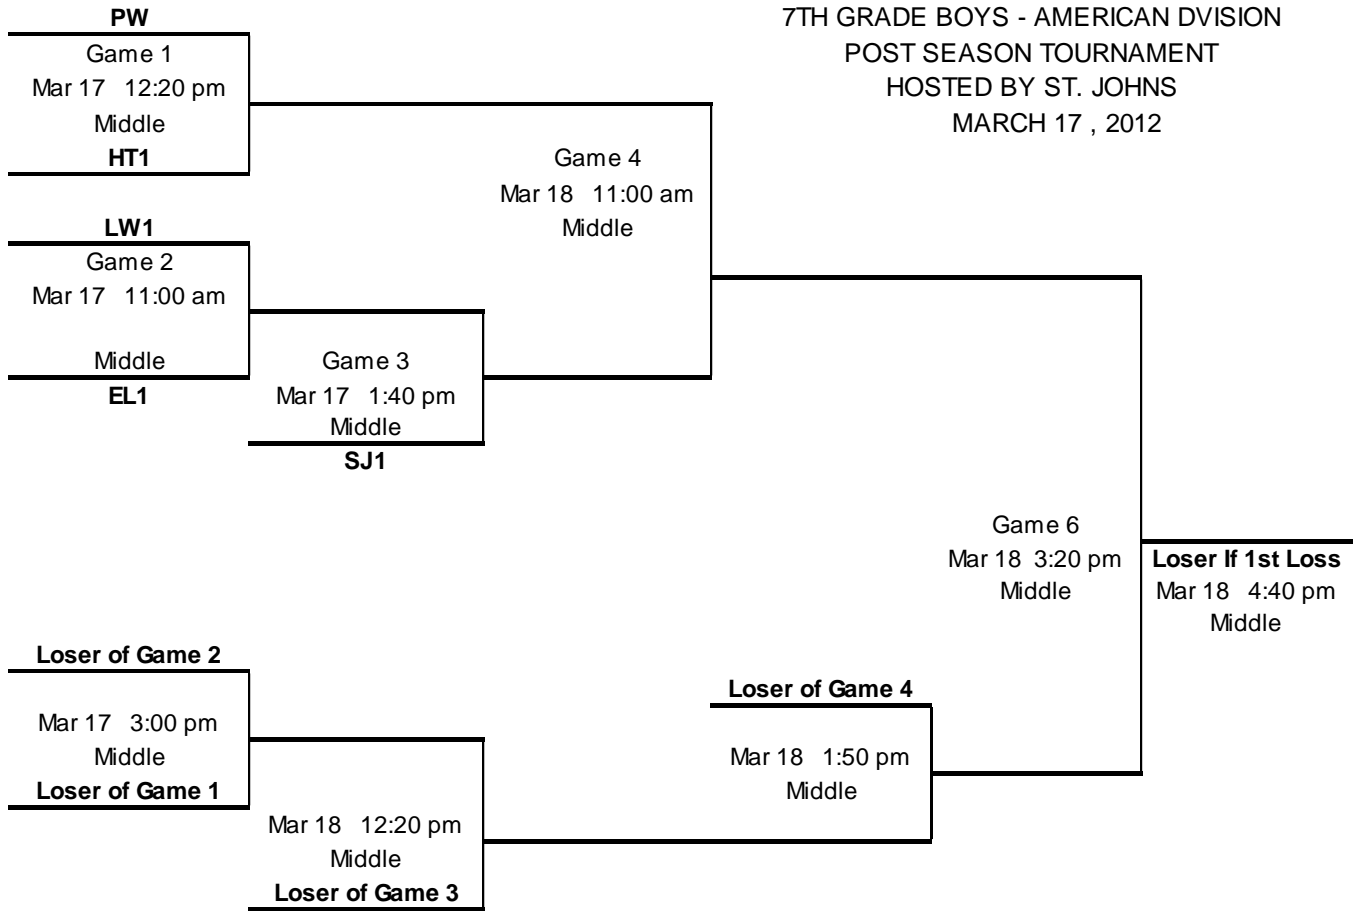 PW
Game 1
Mar 17 12:20 pm
Middle
HT1
7TH GRADE BOYS - AMERICAN DVISION
POST SEASON TOURNAMENT
HOSTED BY ST. JOHNS
MARCH 17 , 2012
Game 4
Mar 18 11:00 am
Middle
LW1
Game 2
Mar 17 11:00 am
Middle
EL1
Game 3
Mar 17 1:40 pm
Middle
SJ1
Game 6
Mar 18 3:20 pm
Middle
Loser If 1st Loss
Mar 18 4:40 pm
Middle
Loser of Game 2
Mar 17 3:00 pm
Middle
Loser of Game 1
Loser of Game 4
Mar 18 1:50 pm
Middle
Mar 18 12:20 pm
Middle
Loser of Game 3